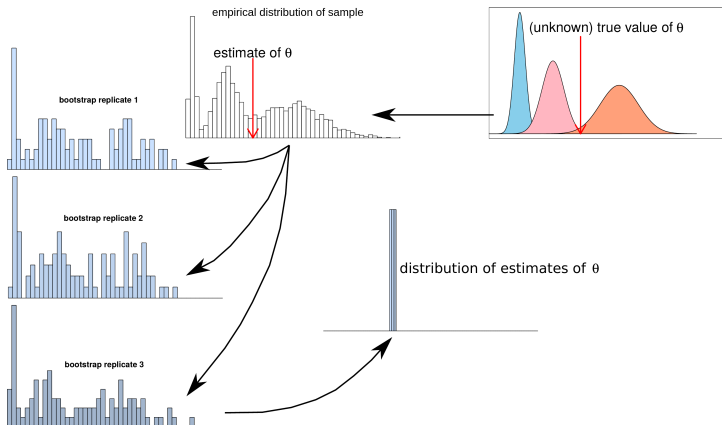 empirical distribution of sample
estimate of θ
(unknown) true value of θ
bootstrap replicate 1
bootstrap replicate 2
distribution of estimates of θ
bootstrap replicate 3